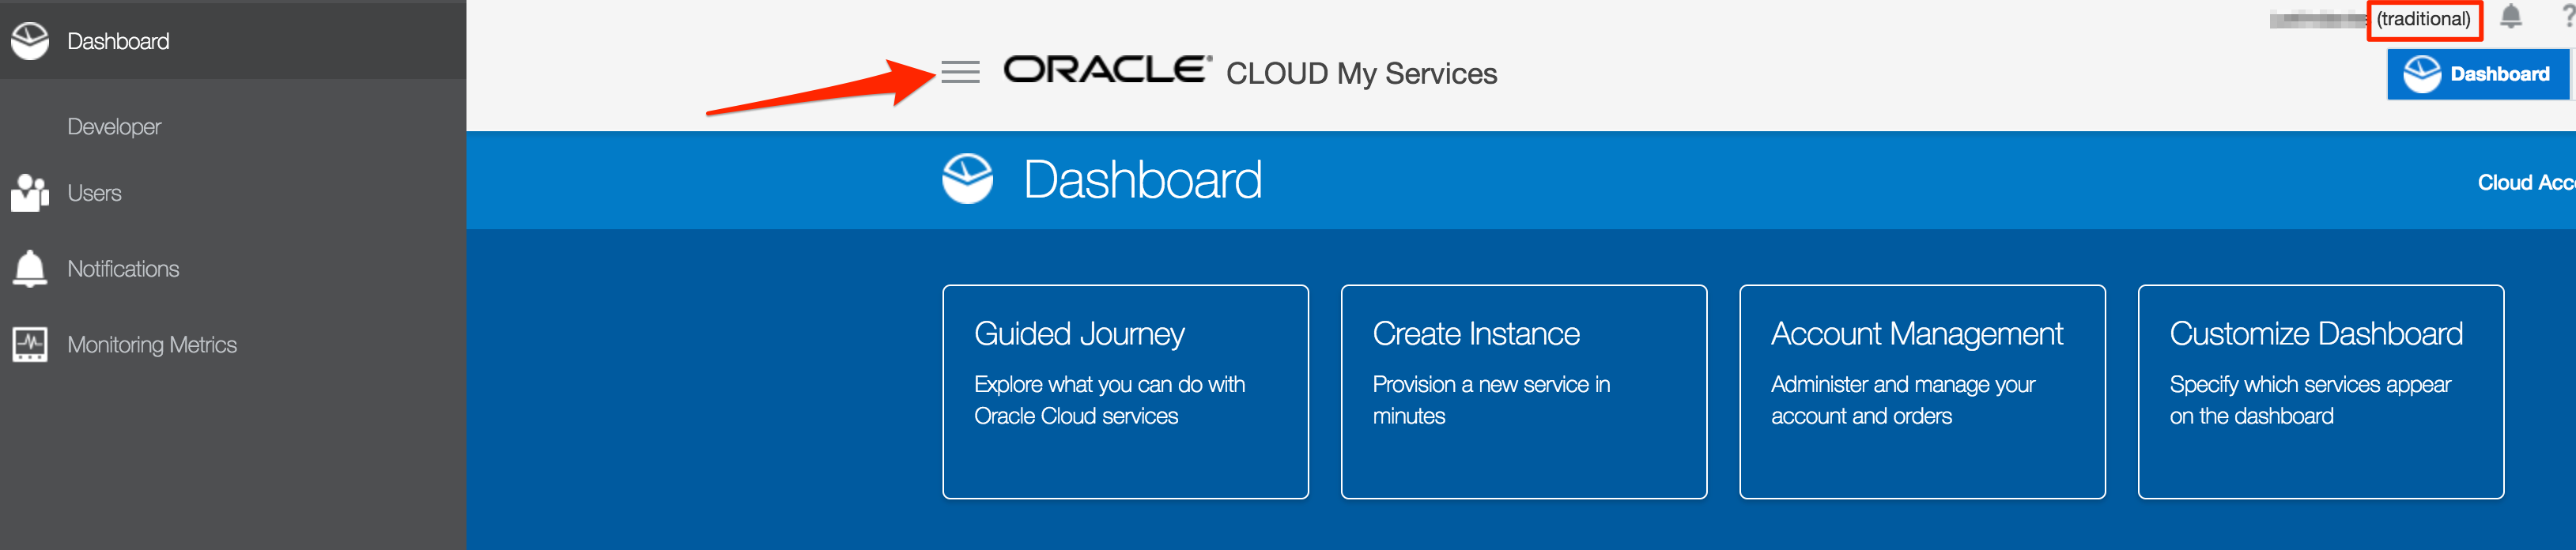 Dashboard
Developer
Users
Notifications
Monitoring Metrics
(traditional)
?
ORACLE® CLOUD My Services
Dashboard
Dashboard
Cloud Acc
Guided Journey
Explore what you can do with
Oracle Cloud services
Create Instance
Provision a new service in
minutes
Account Management
Administer and manage your
account and orders
Customize Dashboard
Specify which services appear
on the dashboard